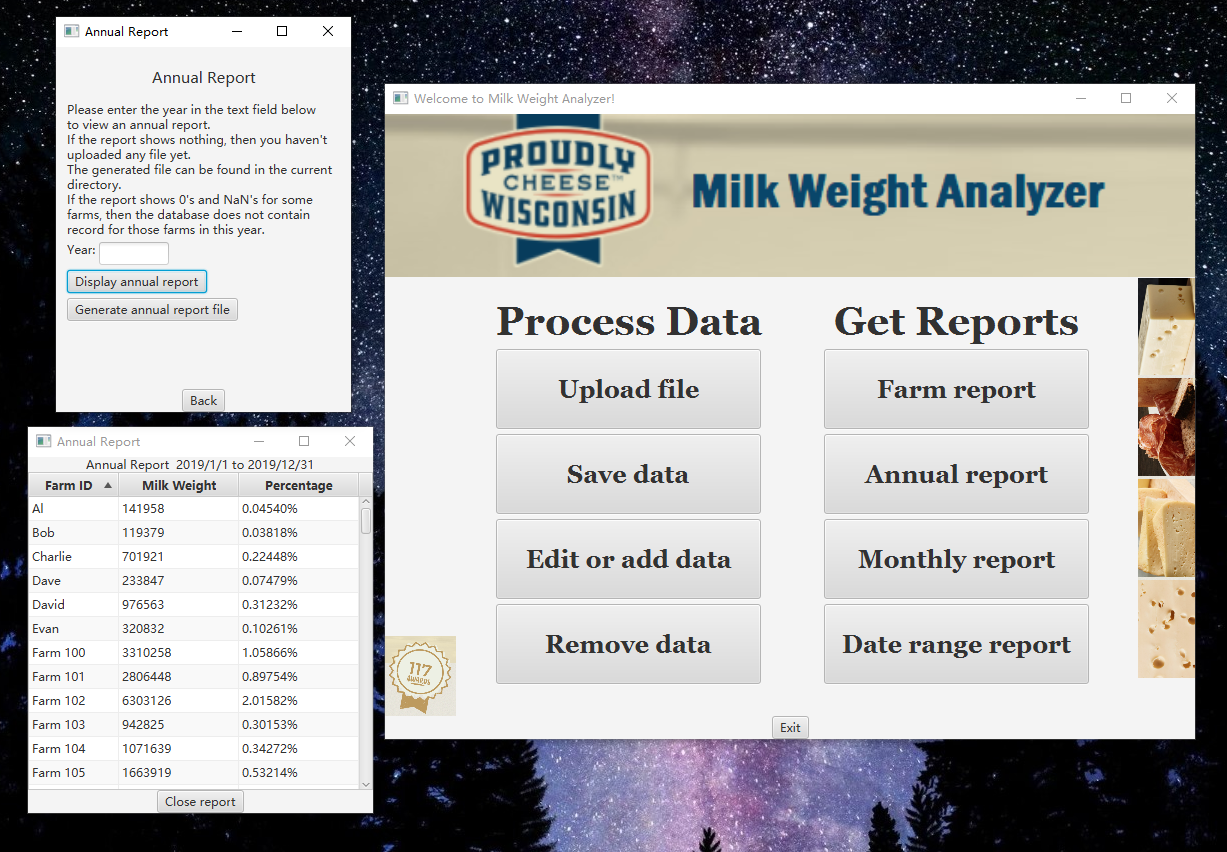 Annual Report
Annual Report
Please enter the year in the text field below
to view an annual report.
If the report shows nothing, then you haven't
uploaded any file yet.
The generated file can be found in the current
directory.
If the report shows 0's and NaN's for some
farms, then the database does not contain
record for those farms in this year.
Year:
Display annual report
Generate annual report file
Back
Annual Report
Annual Report 2019/1/1 to 2019/12/31
Farm ID Milk Weight Percentage
Al 141958 0.04540%
Bob 119379 0.03818%
Charlie 701921 0.22448%
Dave 233847 0.07479%
David 976563 0.31232%
Evan 320832 0.10261%
Farm 100 3310258 1.05866%
Farm 101 2806448 0.89754%
Farm 102 6303126 2.01582%
Farm 103 942825 0.30153%
Farm 104 1071639 0.34272%
Farm 105 1663919 0.53214%
Close report
Welcome to Milk Weight Analyzer!
PROUDLY
CHEESE™
WISCONSIN
Milk Weight Analyzer
Process Data
Upload file
Save data
Edit or add data
Remove data
Get Reports
Farm report
Annual report
Monthly report
Date range report
117
AWARDS
Exit